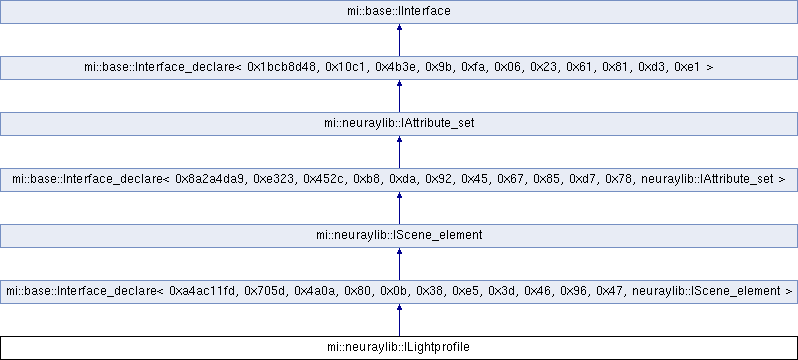 mi::base::IInterface
mi::base::Interface_declare< 0x1bcb8d48, 0x10c1, 0x4b3e, 0x9b, 0xfa, 0x06, 0x23, 0x61, 0x81, 0xd3, 0xe1 >
mi::neuraylib::IAttribute_set
mi::base::Interface_declare< 0x8a2a4da9, 0xe323, 0x452c, 0xb8, 0xda, 0x92, 0x45, 0x67, 0x85, 0xd7, 0x78, neuraylib::IAttribute_set >
mi::neuraylib::IScene_element
mi::base::Interface_declare< 0xa4ac11fd, 0x705d, 0x4a0a, 0x80, 0x0b, 0x38, 0xe5, 0x3d, 0x46, 0x96, 0x47, neuraylib::IScene_element >
mi::neuraylib::ILightprofile